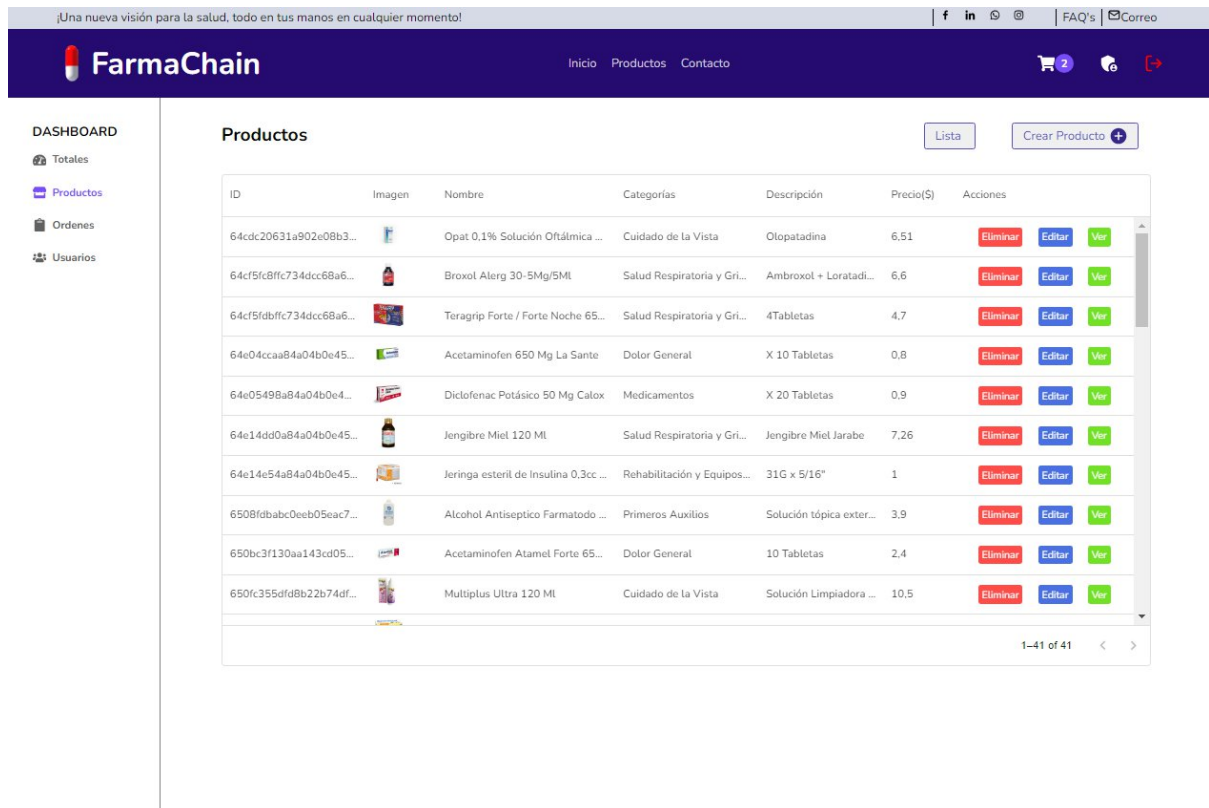 ¡Una nueva visión para la salud, todo en tus manos en cualquier momento! FAQ's Correo
FarmaChain Inicio Productos Contacto 2
DASHBOARD
Totales
Productos
Ordenes
Usuarios
Productos Lista Crear Producto
ID Imagen Nombre Categorías Descripción Precio($) Acciones
64cdc20631a902e08b3... Opat 0,1% Solución Oftálmica ... Cuidado de la Vista Olopatadina 6,51 Eliminar Editar Ver
64cf5fc8ffc734dcc68a6... Broxol Alerg 30-5Mg/5Ml Salud Respiratoria y Gri... Ambroxol + Loratadi... 6,6 Eliminar Editar Ver
64cf5fdbffc734dcc68a6... Teragrip Forte / Forte Noche 65... Salud Respiratoria y Gri... 4Tabletas 4,7 Eliminar Editar Ver
64e04ccaa84a04b0e45... Acetaminofen 650 Mg La Sante Dolor General X 10 Tabletas 0,8 Eliminar Editar Ver
64e05498a84a04b0e4... Diclofenac Potásico 50 Mg Calox Medicamentos X 20 Tabletas 0,9 Eliminar Editar Ver
64e14dd0a84a04b0e45... Jengibre Miel 120 Ml Salud Respiratoria y Gri... Jengibre Miel Jarabe 7,26 Eliminar Editar Ver
64e14e54a84a04b0e45... Jeringa esteril de Insulina 0,3cc ... Rehabilitación y Equipos... 31G x 5/16" 1 Eliminar Editar Ver
6508fdbabc0eeb05eac7... Alcohol Antiseptico Farmatodo ... Primeros Auxilios Solución tópica exter... 3,9 Eliminar Editar Ver
650bc3f130aa143cd05... Acetaminofen Atamel Forte 65... Dolor General 10 Tabletas 2,4 Eliminar Editar Ver
650fc355dfd8b22b74df... Multiplus Ultra 120 Ml Cuidado de la Vista Solución Limpiadora ... 10,5 Eliminar Editar Ver
1–41 of 41